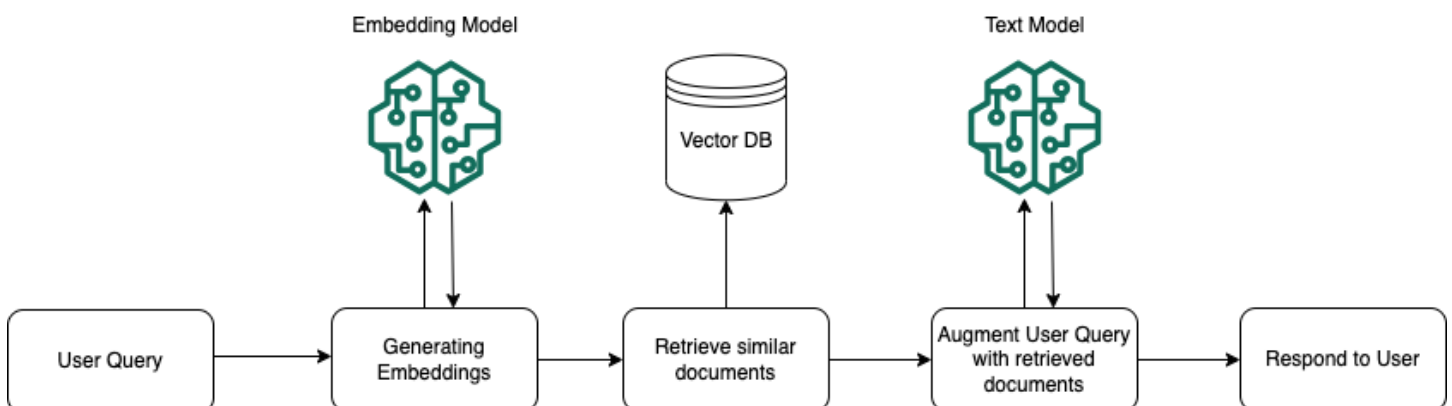 Embedding Model
Text Model
Vector DB
User Query
Generating
Embeddings
Retrieve similar
documents
Augment User Query
with retrieved
documents
Respond to User